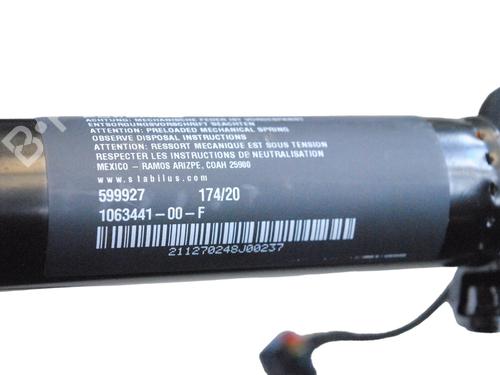 ACHTUNG: MECHANISCHE FEDER IST VORGESPANNT
ENTSORGUNGSVORSCHRIFT BEACHTEN
ATTENTION: PRELOADED MECHANICAL SPRING
OBSERVE DISPOSAL INSTRUCTIONS
ATTENTION: RESSORT MECANIQUE EST SOUS TENSION
RESPECTER LES INSTRUCTIONS DE NEUTRALISATION
MEXICO - RAMOS ARIZPE. COAH 25900
www.stabilus.com
599927 174/20
1063441-00-F
211270248J00237